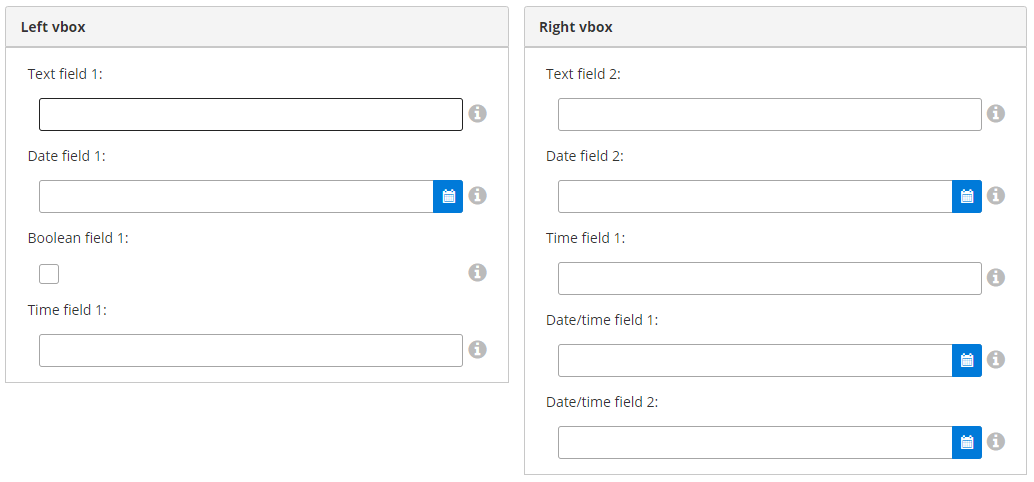 Left vbox
Text field 1:
Date field 1:
Boolean field 1:
Time field 1:
Right vbox
Text field 2:
Date field 2:
Time field 1:
Date/time field 1:
Date/time field 2: